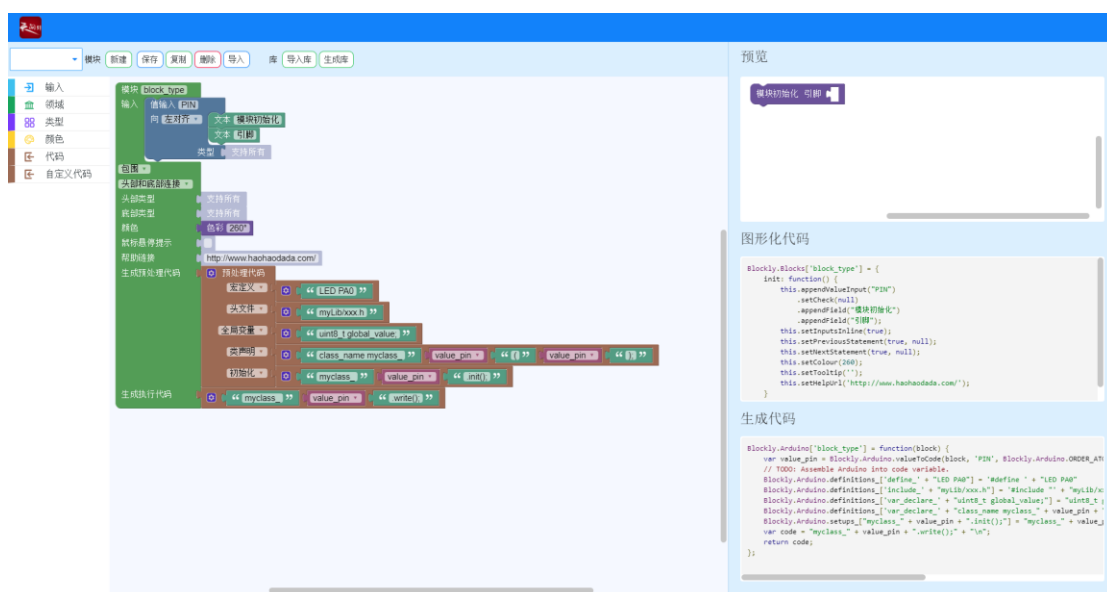 模块 新建 保存 复制 删除 导入 库 导入库 生成库
输入
领域
类型
颜色
代码
自定义代码
模块 block_type
输入 值输入 PIN
向 左对齐 文本 模块初始化
文本 引脚
类型 支持所有
包围
头部和底部连接
头部类型 支持所有
底部类型 支持所有
颜色 色彩 260°
鼠标悬停提示
帮助链接 http://www.haohaodada.com/
生成预处理代码 预处理代码
宏定义 “ LED PA0 ”
头文件 “ myLib/xxx.h ”
全局变量 “ uint8_t global_value; ”
类声明 “ class_name myclass_ ” value_pin “ ( ” value_pin “ ); ”
初始化 “ myclass_ ” value_pin “ .init(); ”
生成执行代码 “ myclass_ ” value_pin “ .write(); ”
预览
模块初始化 引脚
图形化代码
Blockly.Blocks['block_type'] = {
init: function() {
this.appendValueInput("PIN")
.setCheck(null)
.appendField("模块初始化")
.appendField("引脚");
this.setInputsInline(true);
this.setPreviousStatement(true, null);
this.setNextStatement(true, null);
this.setColour(260);
this.setTooltip('');
this.setHelpUrl('http://www.haohaodada.com/');
}
生成代码
Blockly.Arduino['block_type'] = function(block) {
var value_pin = Blockly.Arduino.valueToCode(block, 'PIN', Blockly.Arduino.ORDER_AT
// TODO: Assemble Arduino into code variable.
Blockly.Arduino.definitions_['define_' + "LED PA0"] = '#define ' + "LED PA0"
Blockly.Arduino.definitions_['include_' + "myLib/xxx.h"] = '#include "' + "myLib/x
Blockly.Arduino.definitions_['var_declare_' + "uint8_t global_value;"] = "uint8_t
Blockly.Arduino.definitions_['var_declare_' + "class_name myclass_" + value_pin +
Blockly.Arduino.setups_["myclass_" + value_pin + ".init();"] = "myclass_" + value_
var code = "myclass_" + value_pin + ".write();" + "\n";
return code;
};